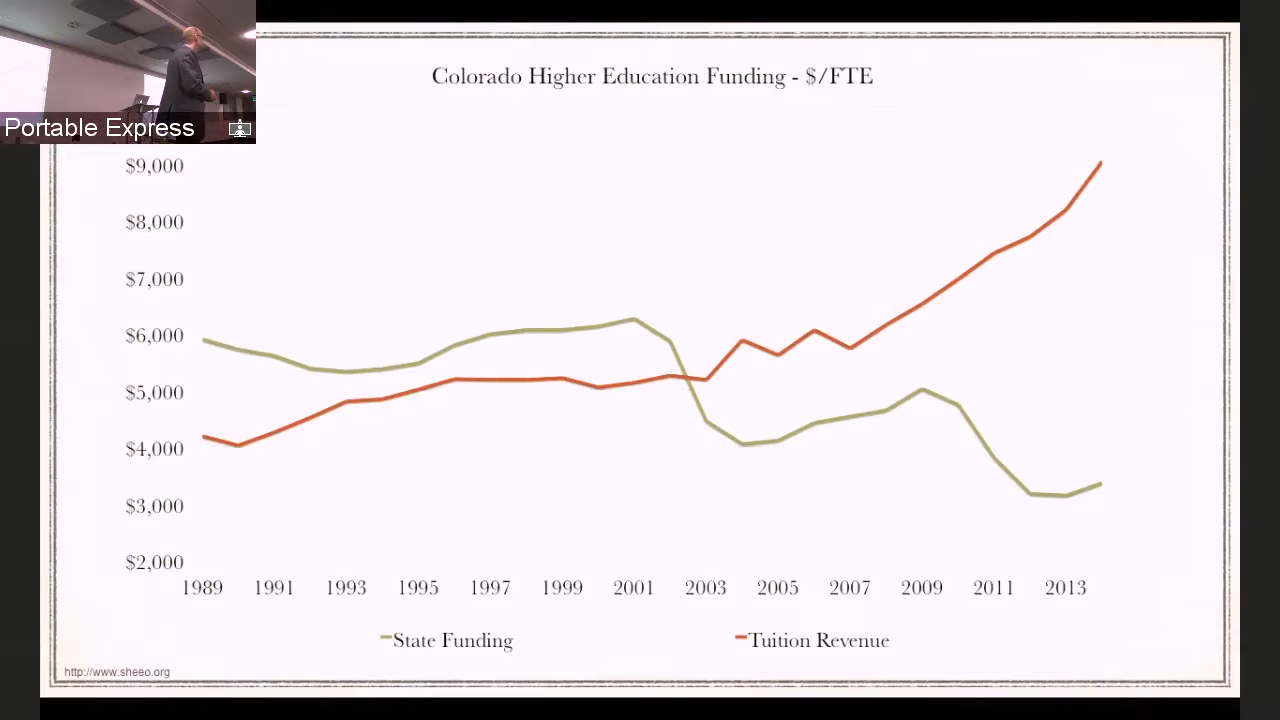 Portable Express
Colorado Higher Education Funding - $/FTE
$9,000
$8,000
$7,000
$6,000
$5,000
$4,000
$3,000
$2,000
1989 1991 1993 1995 1997 1999 2001 2003 2005 2007 2009 2011 2013
State Funding Tuition Revenue
http://www.sheeo.org